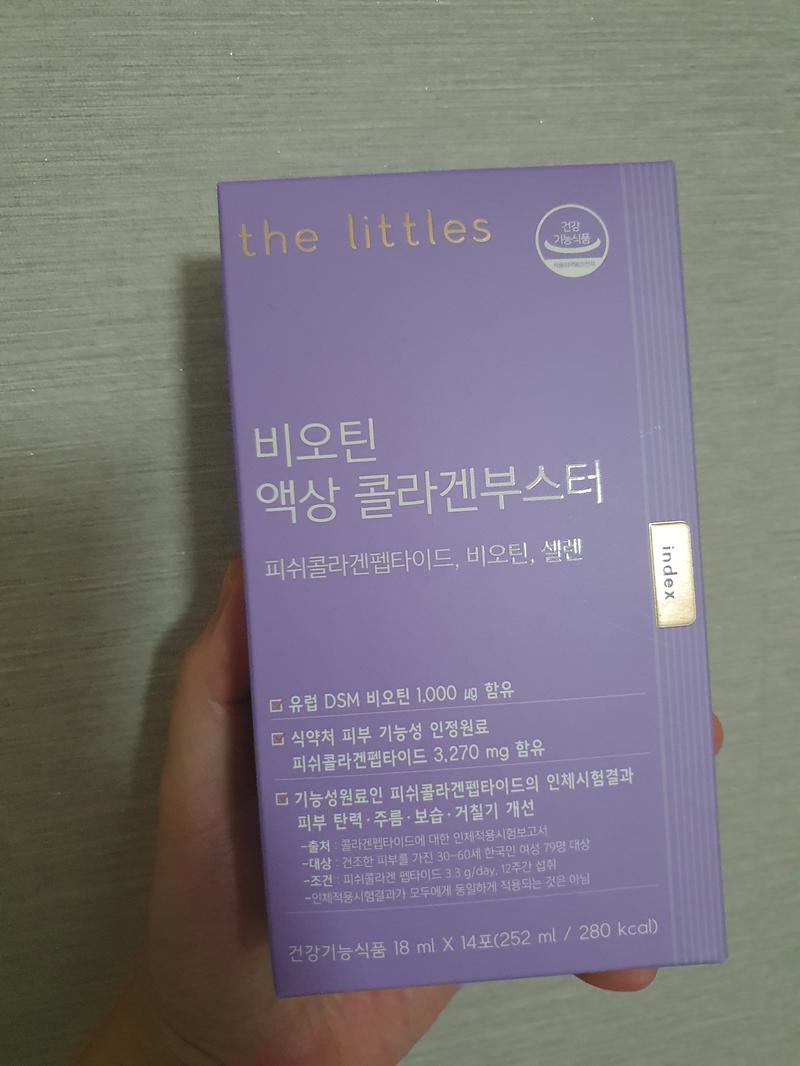 the littles
건강
기능식품
식품의약품안전처
비오틴
액상 콜라겐부스터
피쉬콜라겐펩타이드, 비오틴, 셀렌
index
유럽 DSM 비오틴 1,000 ㎍ 함유
식약처 피부 기능성 인정원료
피쉬콜라겐펩타이드 3,270 mg 함유
기능성원료인 피쉬콜라겐펩타이드의 인체시험결과
피부 탄력·주름·보습·거칠기 개선
-출처 : 콜라겐펩타이드에 대한 인체적용시험보고서
-대상 : 건조한 피부를 가진 30~60세 한국인 여성 79명 대상
-조건 : 피쉬콜라겐 펩타이드 3.3 g/day, 12주간 섭취
-인체적용시험결과가 모두에게 동일하게 적용되는 것은 아님
건강기능식품 18 ml X 14포(252 ml / 280 kcal)